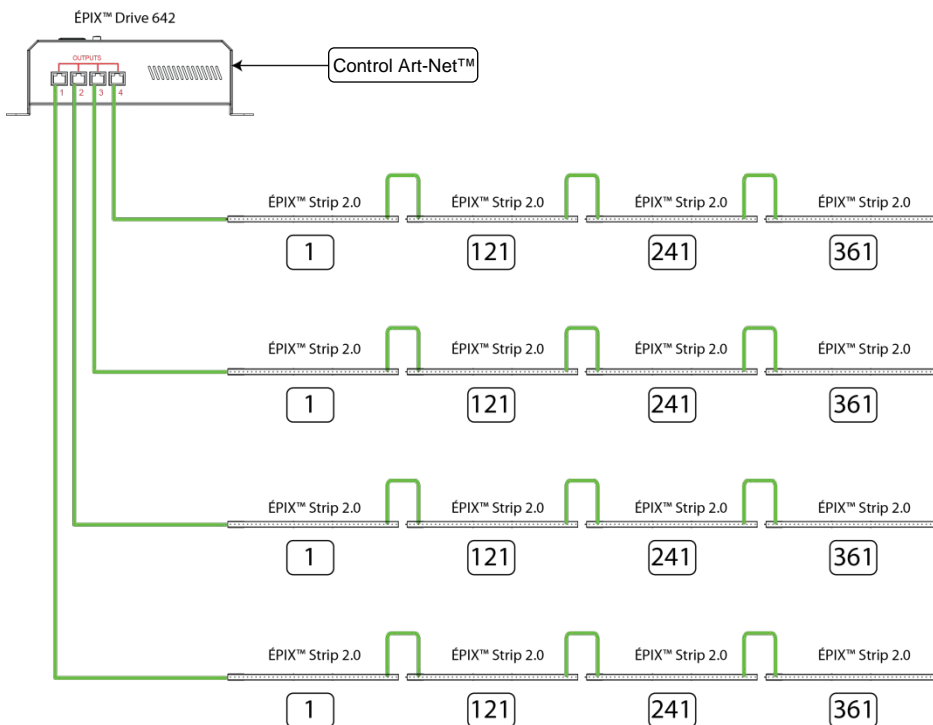 ÉPIX™ Drive 642
OUTPUTS
1 2 3 4
Control Art-Net™
ÉPIX™ Strip 2.0 ÉPIX™ Strip 2.0 ÉPIX™ Strip 2.0 ÉPIX™ Strip 2.0
1 121 241 361
ÉPIX™ Strip 2.0 ÉPIX™ Strip 2.0 ÉPIX™ Strip 2.0 ÉPIX™ Strip 2.0
1 121 241 361
ÉPIX™ Strip 2.0 ÉPIX™ Strip 2.0 ÉPIX™ Strip 2.0 ÉPIX™ Strip 2.0
1 121 241 361
ÉPIX™ Strip 2.0 ÉPIX™ Strip 2.0 ÉPIX™ Strip 2.0 ÉPIX™ Strip 2.0
1 121 241 361